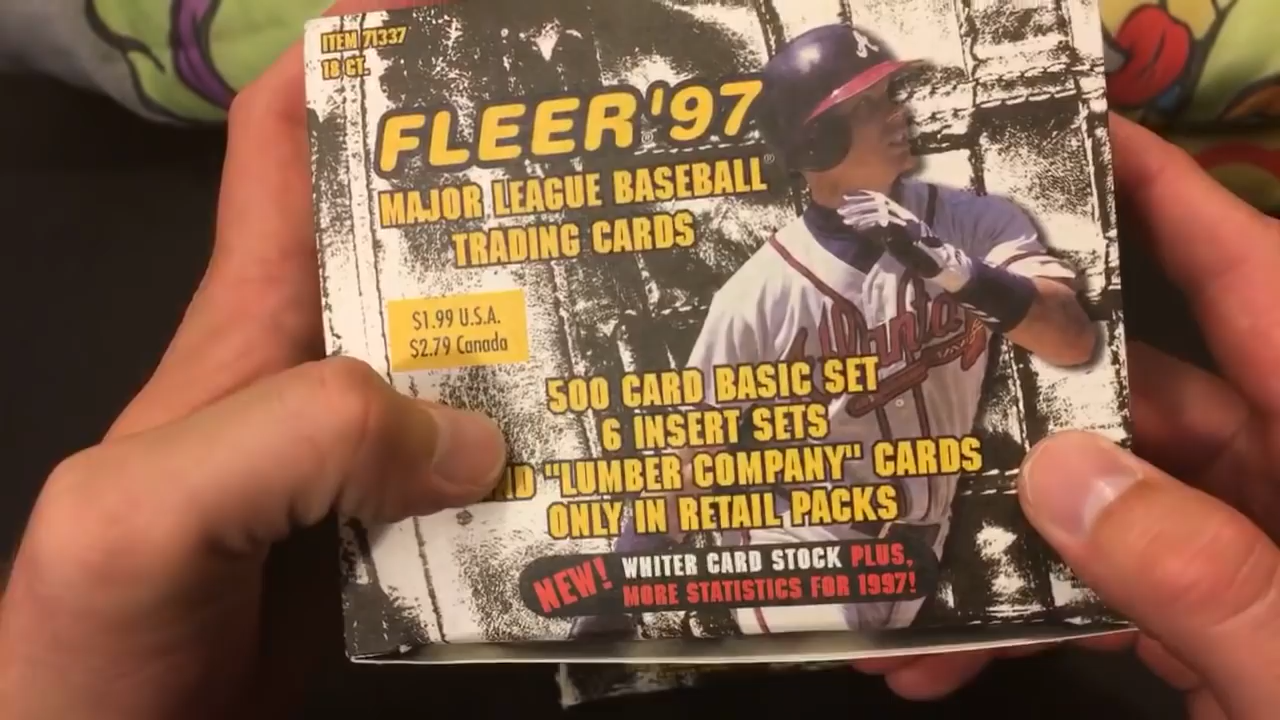 ITEM 71337
18 CT.
FLEER '97
MAJOR LEAGUE BASEBALL®
TRADING CARDS
$1.99 U.S.A.
$2.79 Canada
500 CARD BASIC SET
6 INSERT SETS
"LUMBER COMPANY" CARDS
ONLY IN RETAIL PACKS
NEW! WHITER CARD STOCK PLUS,
MORE STATISTICS FOR 1997!